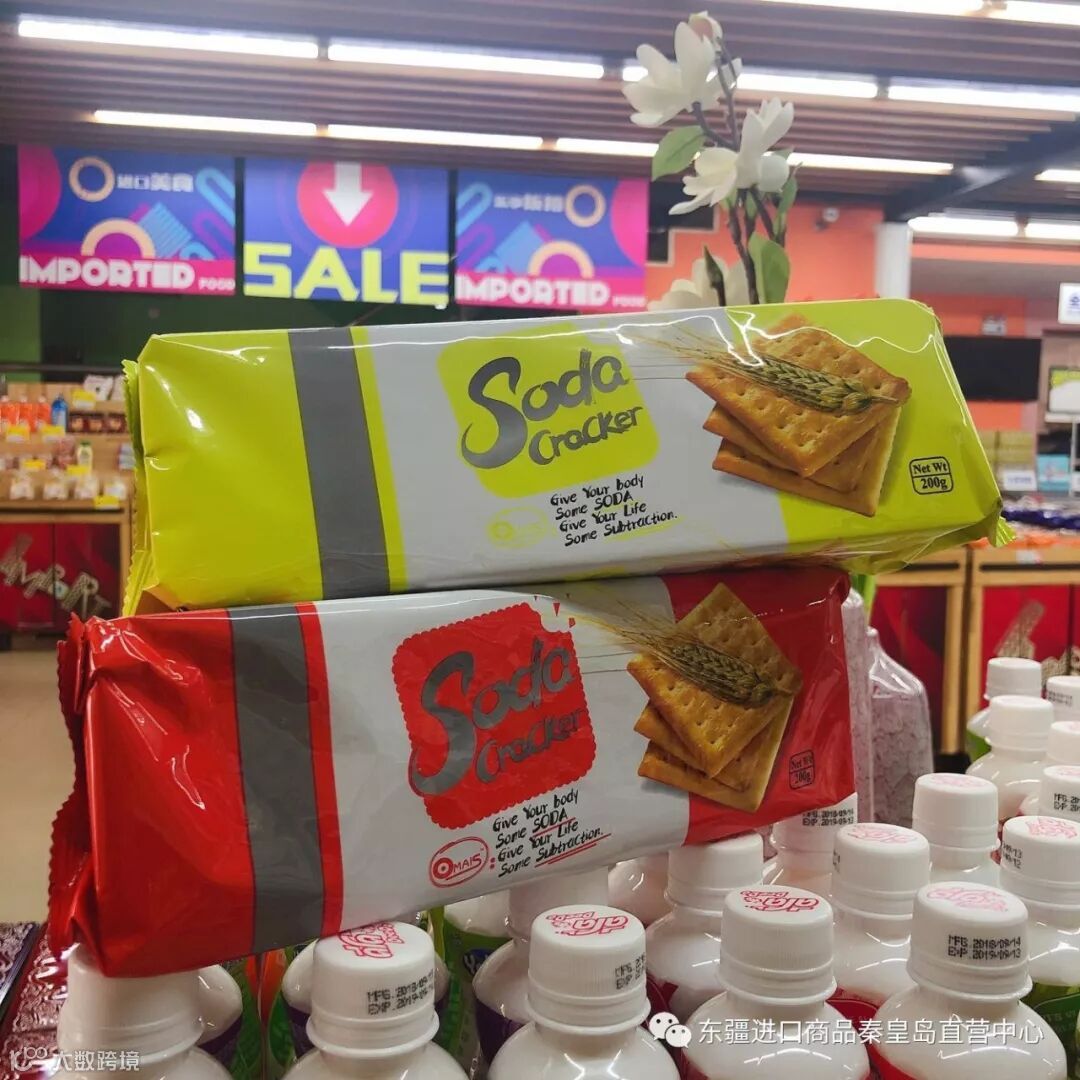 进口美食
IMPORTED
FOOD
SALE
IMPORTED
FOOD
Soda
Cracker
Give Your body
Some SODA
Give Your Life
Some Subtraction.
OMAIS
Net Wt
200g
Soda
Cracker
Give Your body
Some SODA
Give Your Life
Some Subtraction.
OMAIS
Net Wt
200g
MFG.2018/09/14
EXP.2019/09/13
东疆进口商品秦皇岛直营中心
大数跨境